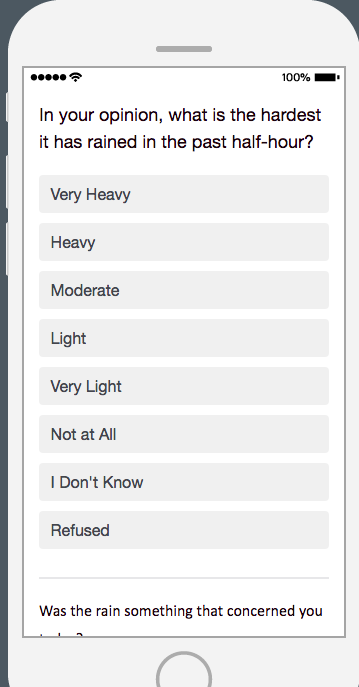 100%
In your opinion, what is the hardest
it has rained in the past half-hour?
Very Heavy
Heavy
Moderate
Light
Very Light
Not at All
I Don't Know
Refused
Was the rain something that concerned you